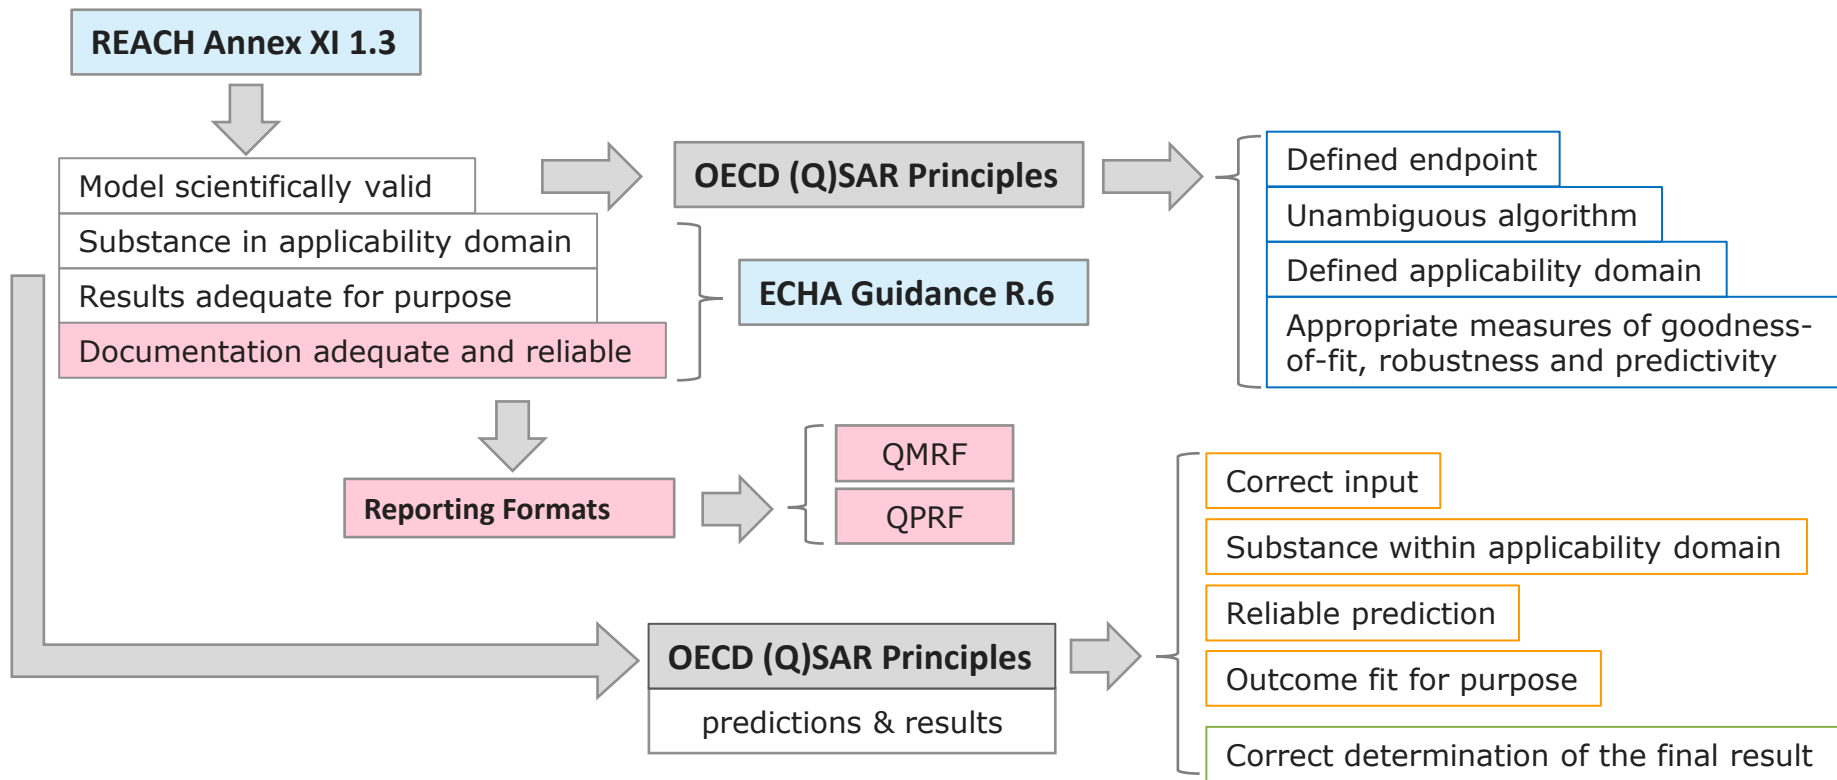 REACH Annex XI 1.3
Model scientifically valid
Substance in applicability domain
Results adequate for purpose
Documentation adequate and reliable
OECD (Q)SAR Principles
ECHA Guidance R.6
Defined endpoint
Unambiguous algorithm
Defined applicability domain
Appropriate measures of goodness-
of-fit, robustness and predictivity
Reporting Formats
QMRF
QPRF
OECD (Q)SAR Principles
predictions & results
Correct input
Substance within applicability domain
Reliable prediction
Outcome fit for purpose
Correct determination of the final result